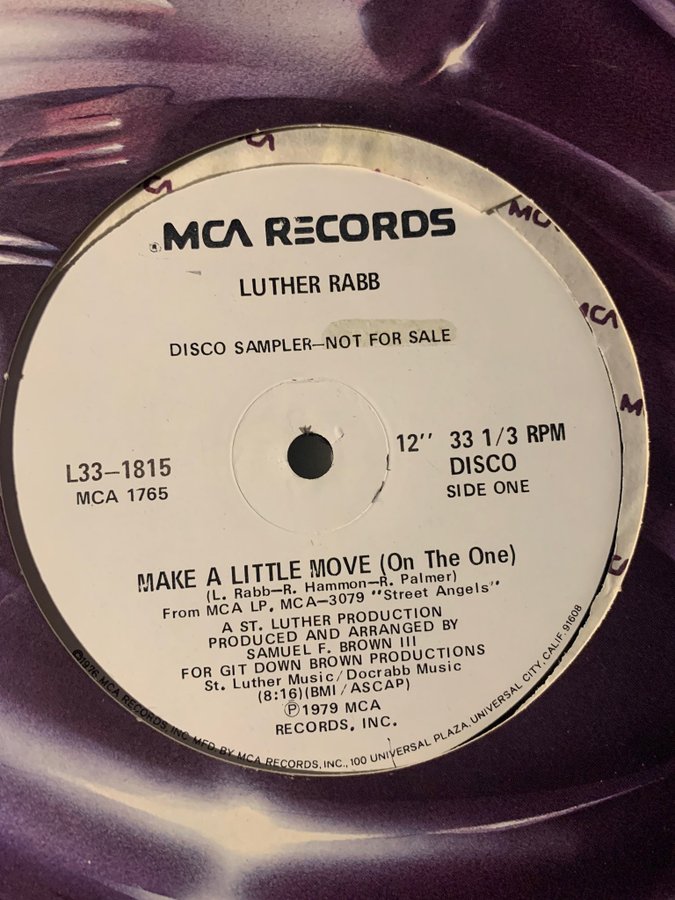 MCA RECORDS
LUTHER RABB
DISCO SAMPLER—NOT FOR SALE
L33—1815
MCA 1765
12'' 33 1/3 RPM
DISCO
SIDE ONE
MAKE A LITTLE MOVE (On The One)
(L. Rabb—R. Hammon—R. Palmer)
From MCA LP. MCA—3079 "Street Angels"
A ST. LUTHER PRODUCTION
PRODUCED AND ARRANGED BY
SAMUEL F. BROWN III
FOR GIT DOWN BROWN PRODUCTIONS
St. Luther Music/Docrabb Music
(8:16)(BMI/ASCAP)
Ⓟ1979 MCA
RECORDS, INC.
©1976 MCA RECORDS, INC. MFD. BY MCA RECORDS, INC., 100 UNIVERSAL PLAZA, UNIVERSAL CITY, CALIF. 91608